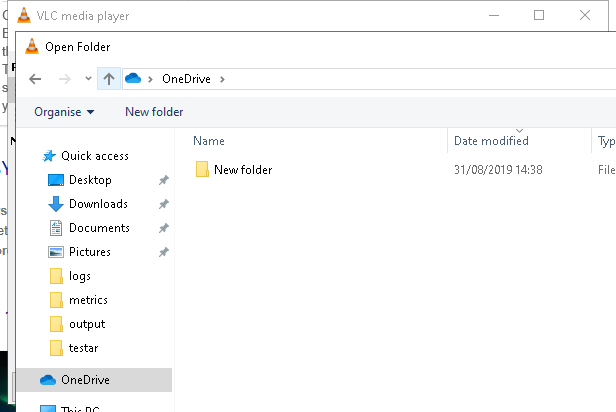 VLC media player
Open Folder
OneDrive
Organise New folder
Name Date modified
New folder 31/08/2019 14:38 File
Quick access
Desktop
Downloads
Documents
Pictures
logs
metrics
output
testar
OneDrive
This PC